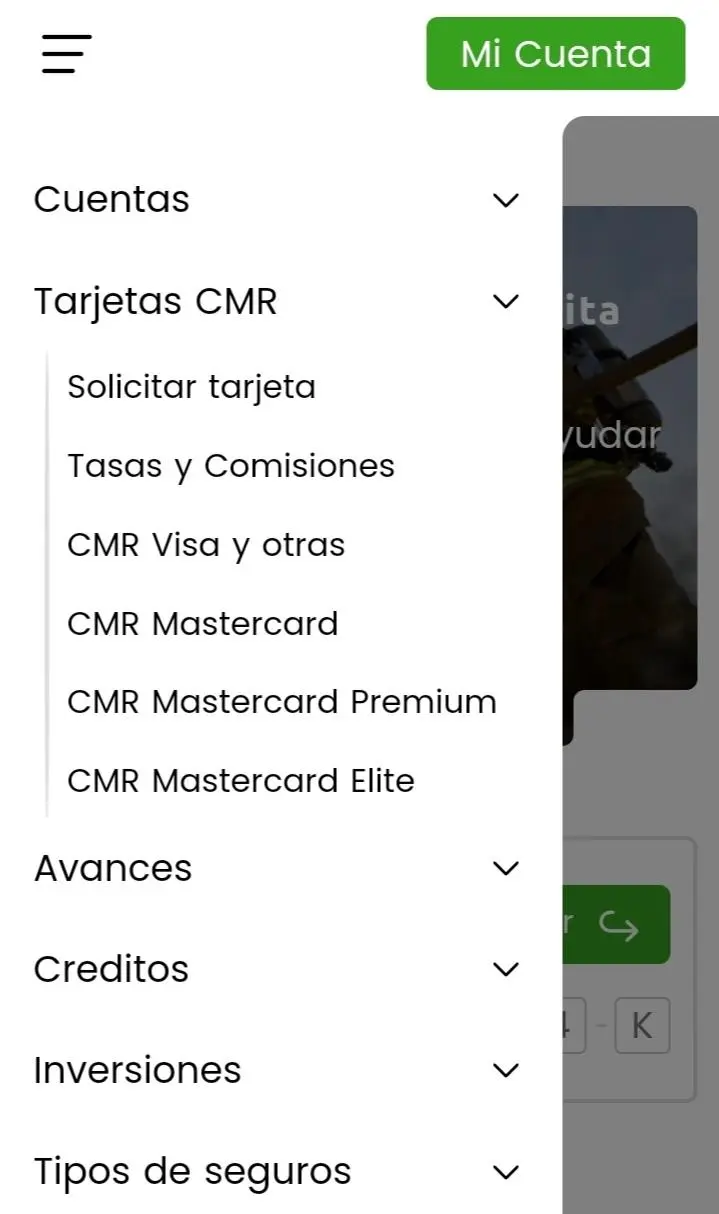 Mi Cuenta
Cuentas
Tarjetas CMR
Solicitar tarjeta
Tasas y Comisiones
CMR Visa y otras
CMR Mastercard
CMR Mastercard Premium
CMR Mastercard Elite
Avances
Creditos
Inversiones
Tipos de seguros
ita
yudar
r
4 - K